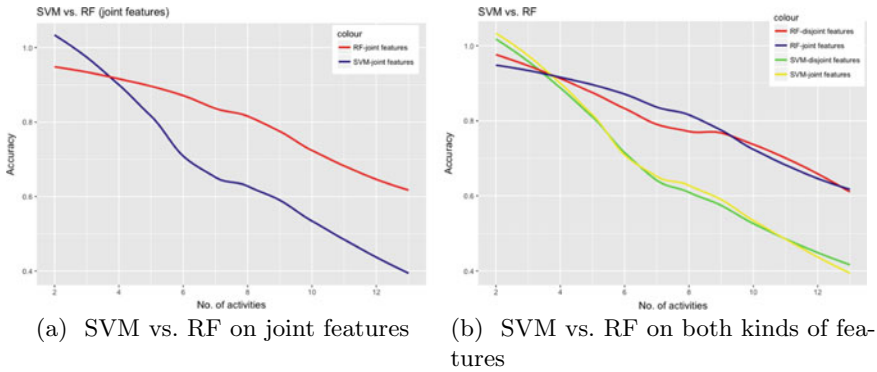 SVM vs. RF (joint features)
colour
RF-joint features
SVM-joint features
Accuracy
1.0
0.8
0.6
0.4
2
4
6
8
10
12
No. of activities
(a) SVM vs. RF on joint features
SVM vs. RF
colour
RF-disjoint features
RF-joint features
SVM-disjoint features
SVM-joint features
Accuracy
1.0
0.8
0.6
0.4
2
4
6
8
10
12
No. of activities
(b) SVM vs. RF on both kinds of fea-
tures